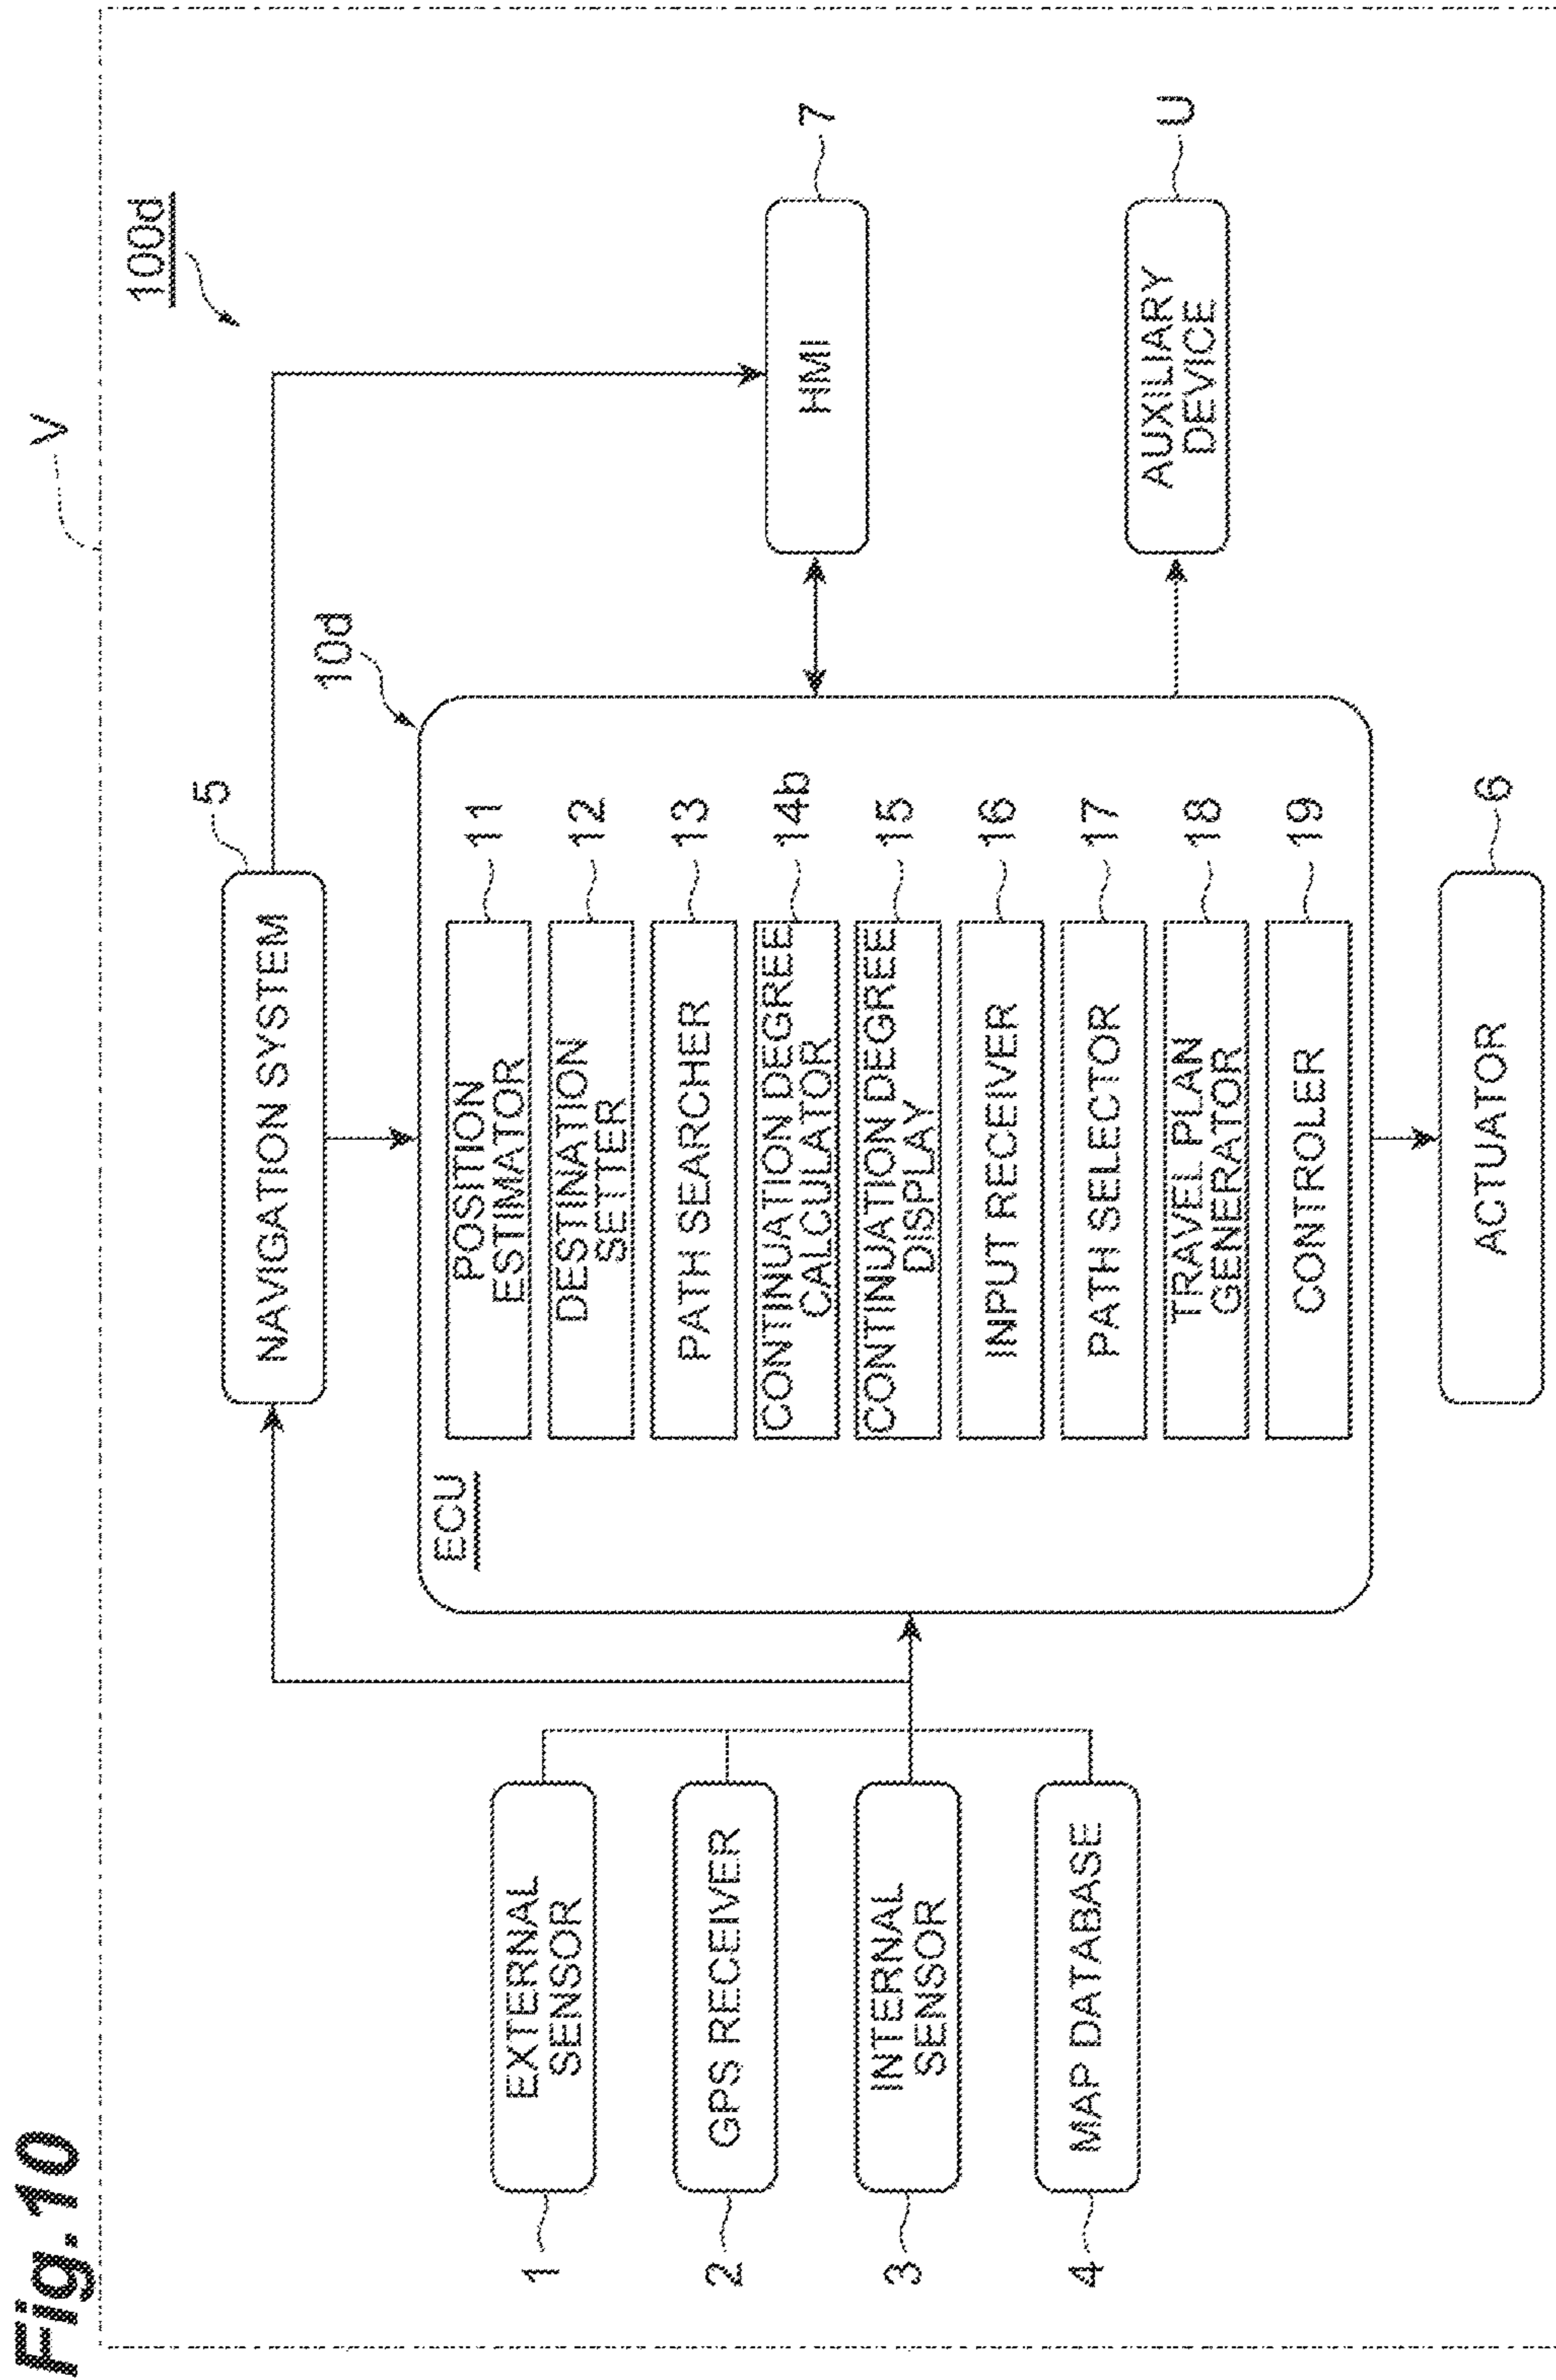 Fig.10
V
100d
5
NAVIGATION SYSTEM
10d
1
EXTERNAL
SENSOR
2
GPS RECEIVER
3
INTERNAL
SENSOR
4
MAP DATABASE
ECU
POSITION
ESTIMATOR
11
DESTINATION
SETTER
12
PATH SEARCHER
13
CONTINUATION DEGREE
CALCULATOR
14b
CONTINUATION DEGREE
DISPLAY
15
INPUT RECEIVER
16
PATH SELECTOR
17
TRAVEL PLAN
GENERATOR
18
CONTROLER
19
HMI
7
AUXILIARY
DEVICE
U
ACTUATOR
6